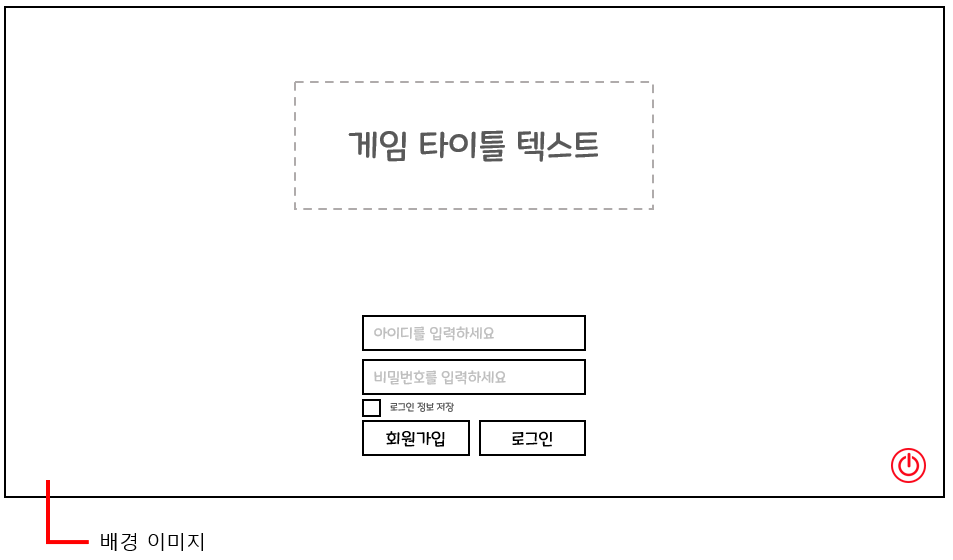 게임 타이틀 텍스트
아이디를 입력하세요
비밀번호를 입력하세요
로그인 정보 저장
회원가입 로그인
배경 이미지